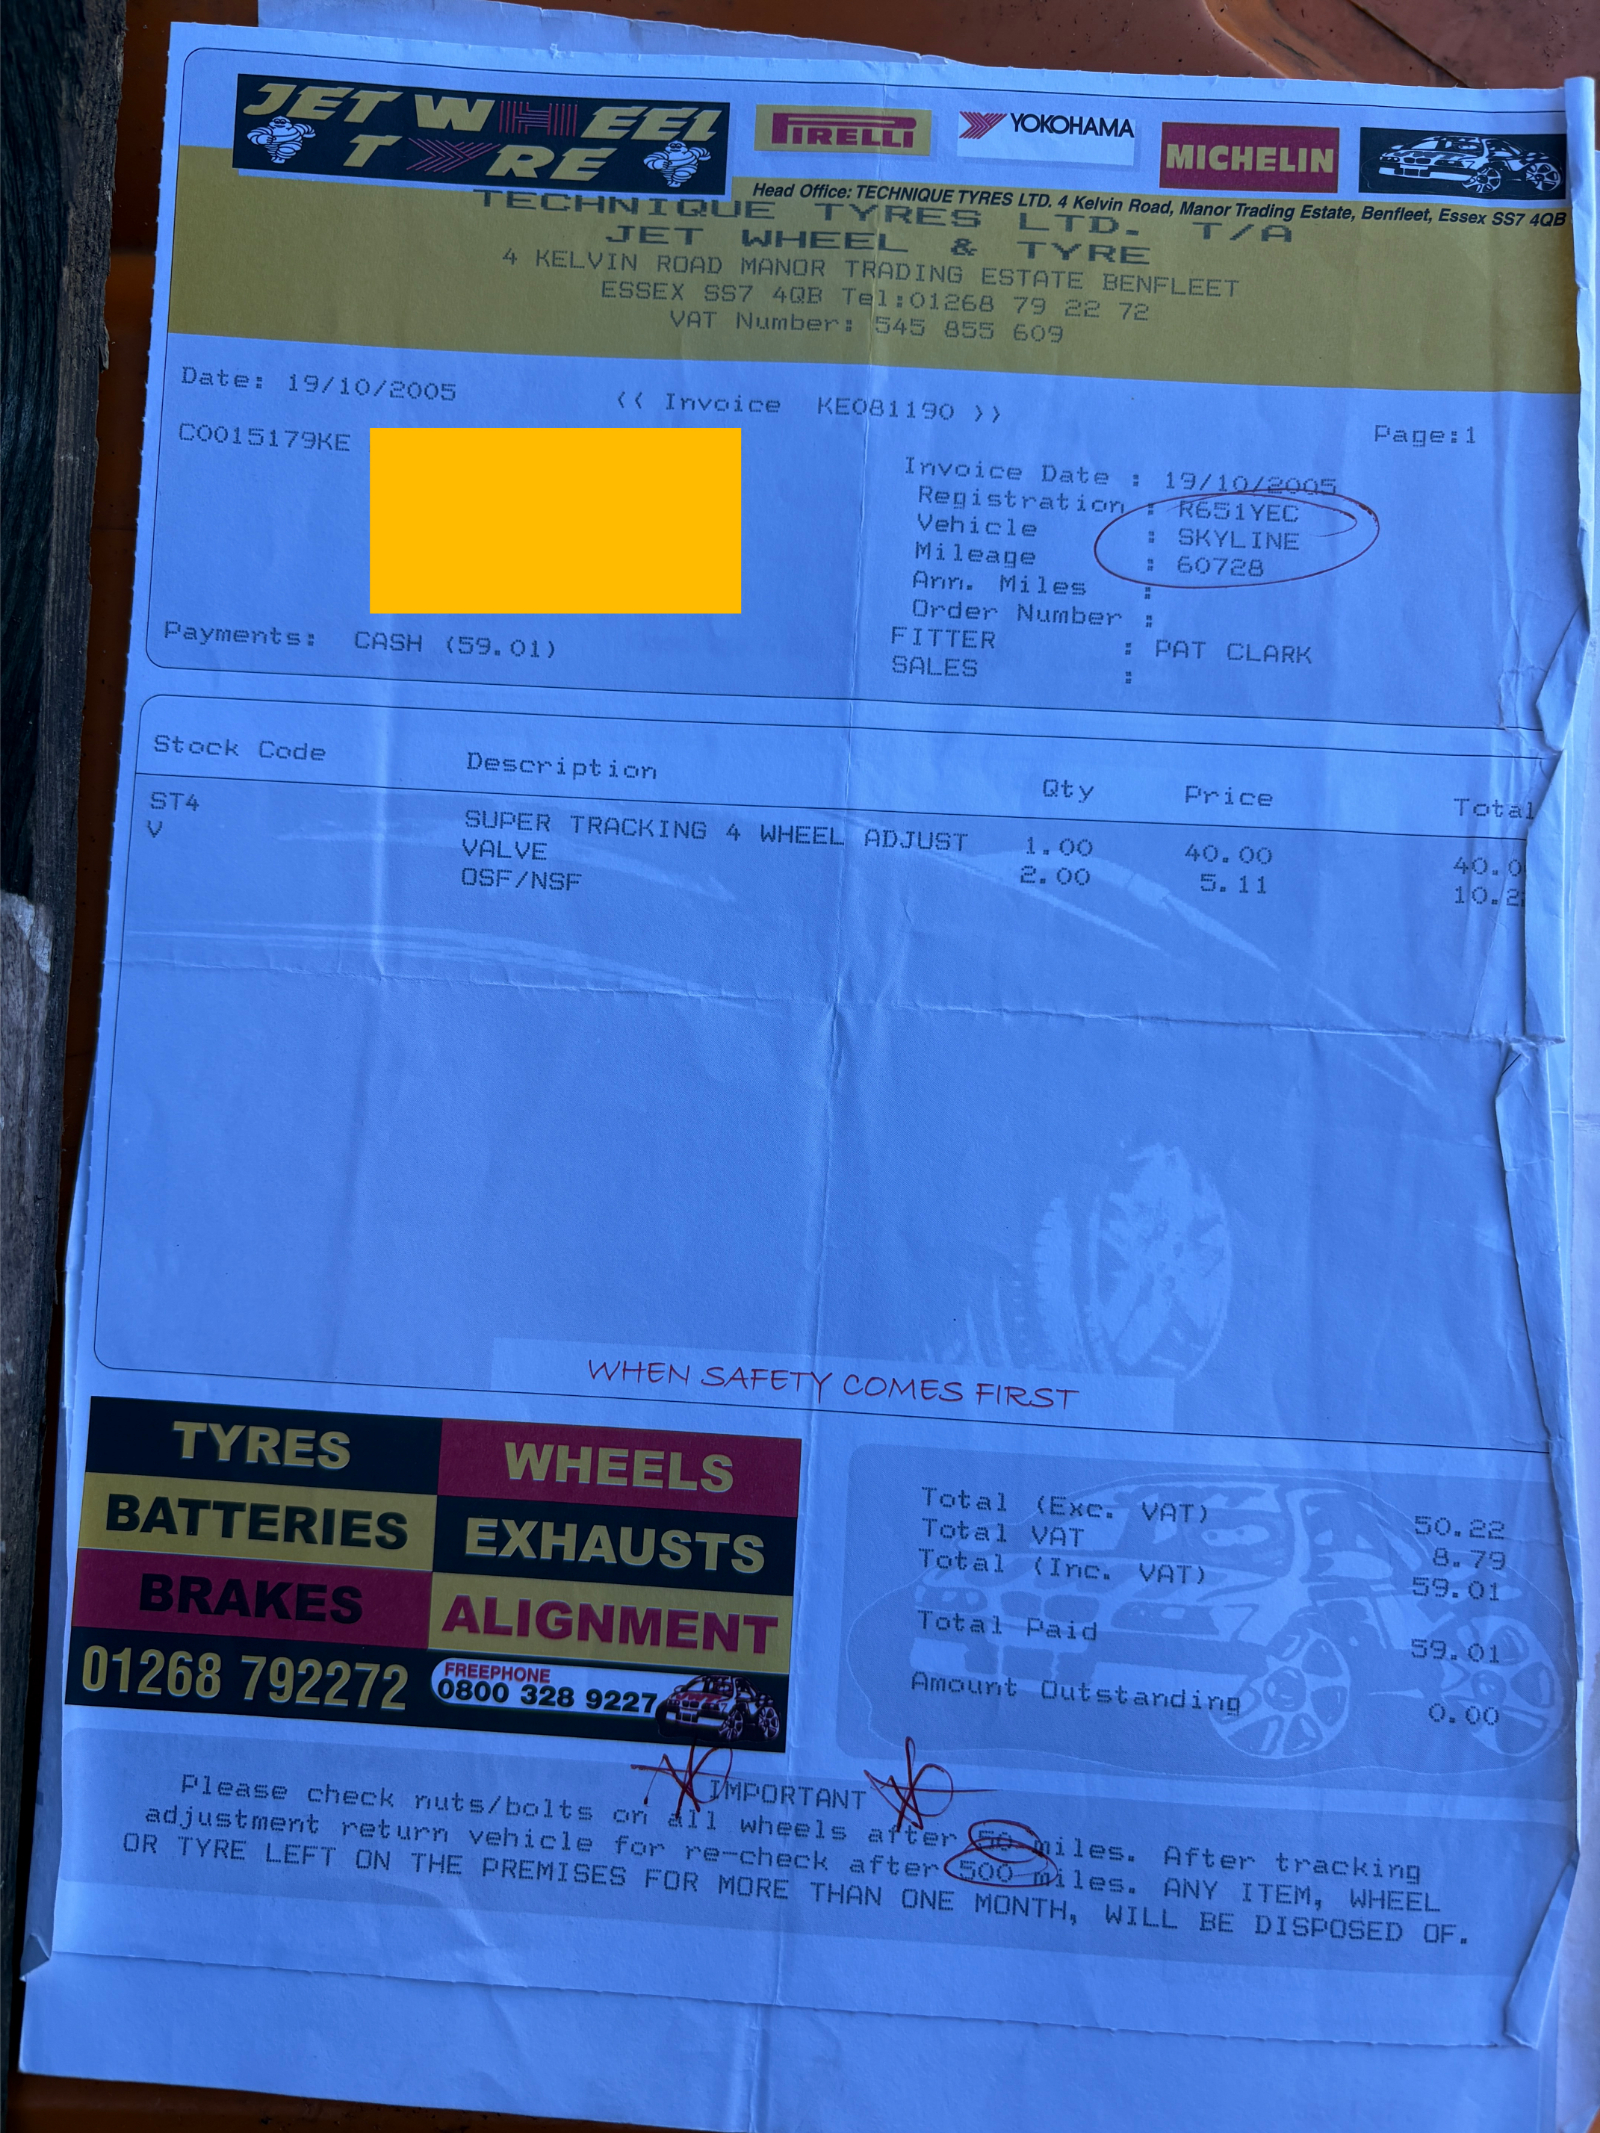 JET WHEEL
TYRE
PIRELLI
YOKOHAMA
MICHELIN
Head Office: TECHNIQUE TYRES LTD. 4 Kelvin Road, Manor Trading Estate, Benfleet, Essex SS7 4QB
TECHNIQUE TYRES LTD. T/A
JET WHEEL & TYRE
4 KELVIN ROAD MANOR TRADING ESTATE BENFLEET
ESSEX SS7 4QB Tel:01268 79 22 72
VAT Number: 545 855 609
Date: 19/10/2005 << Invoice KE081190 >> Page:1
C0015179KE
Invoice Date : 19/10/2005
Registration : R651YEC
Vehicle : SKYLINE
Mileage : 60728
Ann. Miles :
Order Number :
Payments: CASH (59.01) FITTER : PAT CLARK
SALES :
Stock Code Description Qty Price Total
ST4 SUPER TRACKING 4 WHEEL ADJUST 1.00 40.00 40.0
V VALVE 2.00 5.11 10.2
OSF/NSF
WHEN SAFETY COMES FIRST
TYRES WHEELS
BATTERIES EXHAUSTS
BRAKES ALIGNMENT
01268 792272 FREEPHONE 0800 328 9227
Total (Exc. VAT) 50.22
Total VAT 8.79
Total (Inc. VAT) 59.01
Total Paid 59.01
Amount Outstanding 0.00
IMPORTANT
Please check nuts/bolts on all wheels after 50 miles. After tracking
adjustment return vehicle for re-check after 500 miles. ANY ITEM, WHEEL
OR TYRE LEFT ON THE PREMISES FOR MORE THAN ONE MONTH, WILL BE DISPOSED OF.